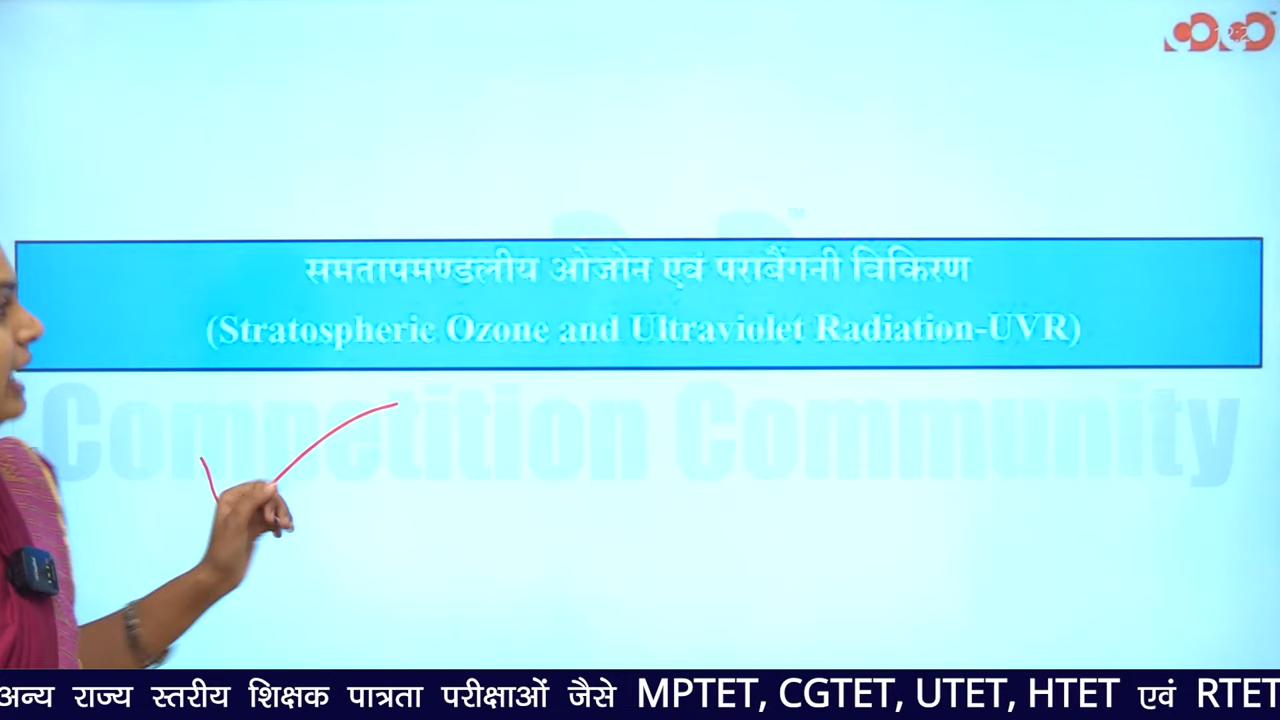 समतापमण्डलीय ओजोन एवं पराबैंगनी विकिरण
(Stratospheric Ozone and Ultraviolet Radiation-UVR)
Competition Community
अन्य राज्य स्तरीय शिक्षक पात्रता परीक्षाओं जैसे MPTET, CGTET, UTET, HTET एवं RTET